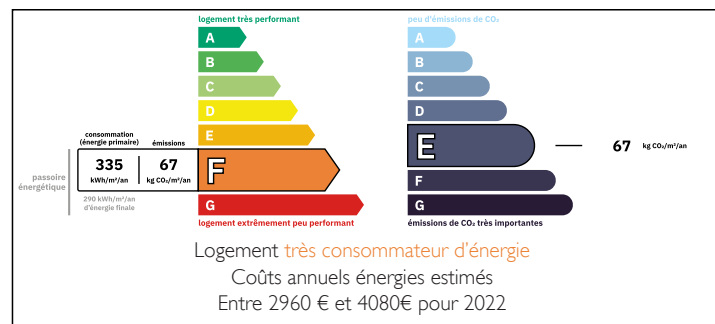 logement très performant
A
B
C
D
E
consommation
(énergie primaire)
émissions
passoire
énergétique
335
kWh/m²/an
67
kg CO₂/m²/an
F
290 kWh/m²/an
d'énergie finale
G
logement extrêmement peu performant
peu d'émissions de CO₂
A
B
C
D
E
67 kg CO₂/m²/an
F
G
émissions de CO₂ très importantes
Logement très consommateur d'énergie
Coûts annuels énergies estimés
Entre 2960 € et 4080€ pour 2022